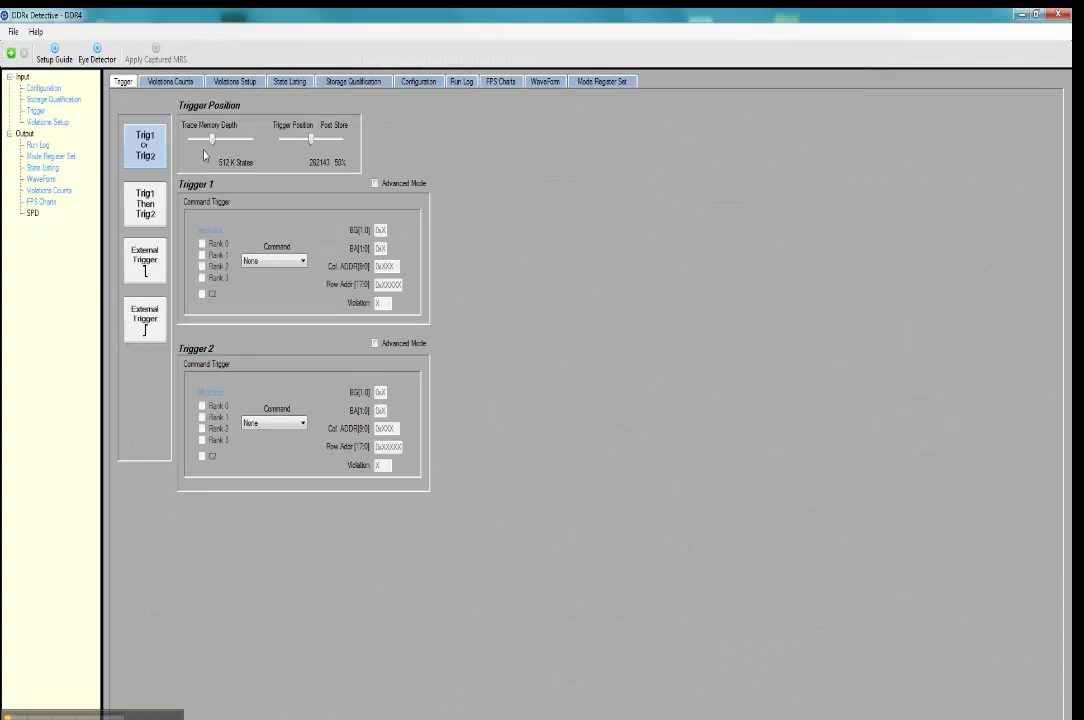 DDRx Detective - DDR4
File Help
Setup Guide Eye Detector Apply Captured MRS
Input
Configuration
Storage Qualification
Trigger
Violations Setup
Output
Run Log
Mode Register Set
State Listing
WaveForm
Violations Counts
FPS Charts
SPD
Trigger Violations Counts Violations Setup State Listing Storage Qualification Configuration Run Log FPS Charts WaveForm Mode Register Set
Trig1
Or
Trig2
Trig1
Then
Trig2
External
Trigger
External
Trigger
Trigger Position
Trace Memory Depth Trigger Position Post Store
512 K States 262143 50%
Trigger 1 Advanced Mode
Command Trigger
Rank 0
Rank 1
Rank 2
Rank 3
C2
Command
None
BG[1:0] 0xX
BA[1:0] 0xX
Col. ADDR[9:0] 0xXXX
Row Addr [17:0] 0xXXXXX
Violation X
Trigger 2 Advanced Mode
Command Trigger
Rank 0
Rank 1
Rank 2
Rank 3
C2
Command
None
BG[1:0] 0xX
BA[1:0] 0xX
Col. ADDR[9:0] 0xXXX
Row Addr [17:0] 0xXXXXX
Violation X